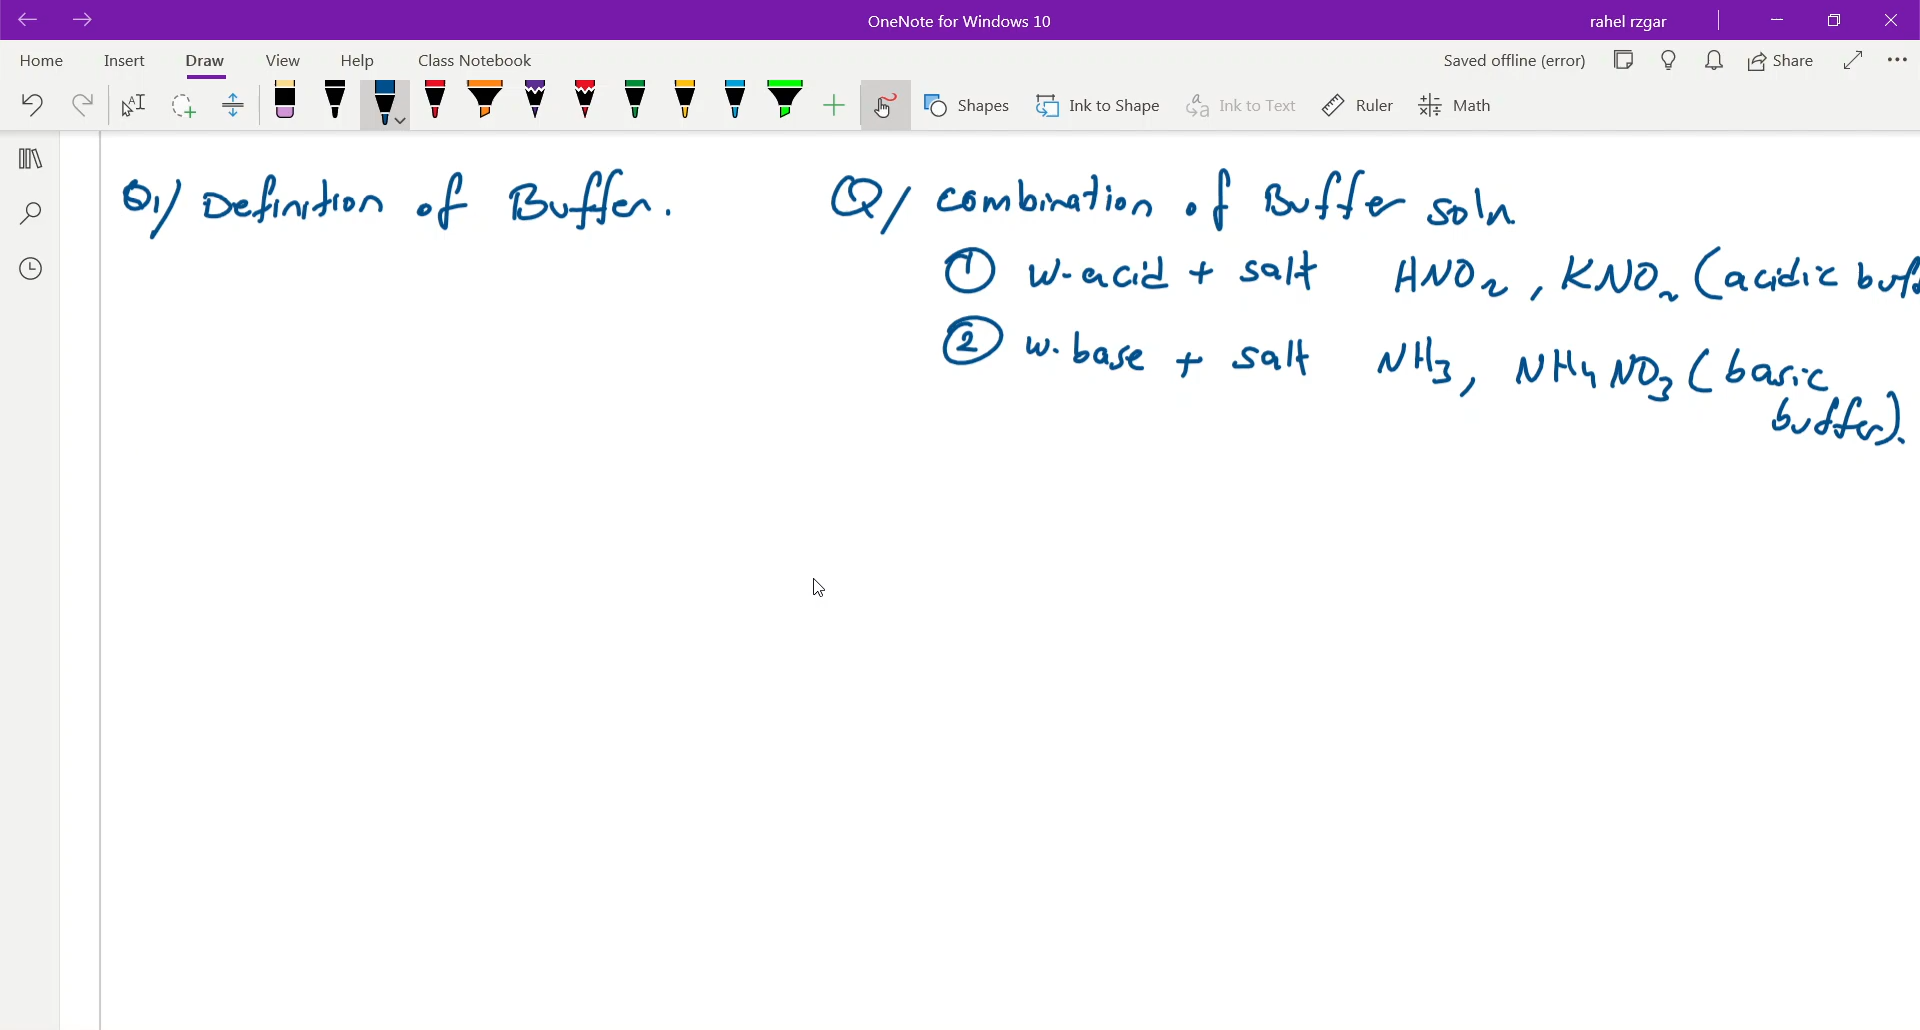 OneNote for Windows 10
rahel rzgar
Home Insert Draw View Help Class Notebook
Saved offline (error) Share
Shapes Ink to Shape Ink to Text Ruler Math
Q1/ Definition of Buffer.
Q/ combination of Buffer soln
① w-acid + salt HNO₂, KNO₂ (acidic buff
② w. base + salt NH₃, NH₄NO₃ (basic
buffer).